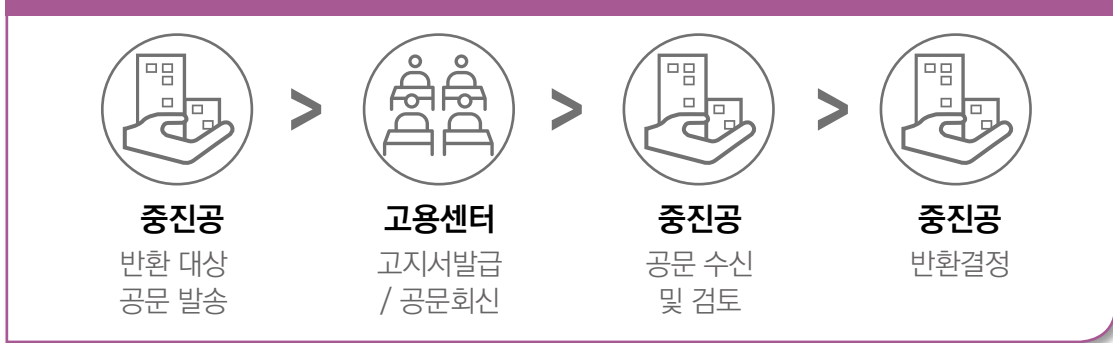 중진공
반환 대상
공문 발송
>
고용센터
고지서발급
/ 공문회신
>
중진공
공문 수신
및 검토
>
중진공
반환결정